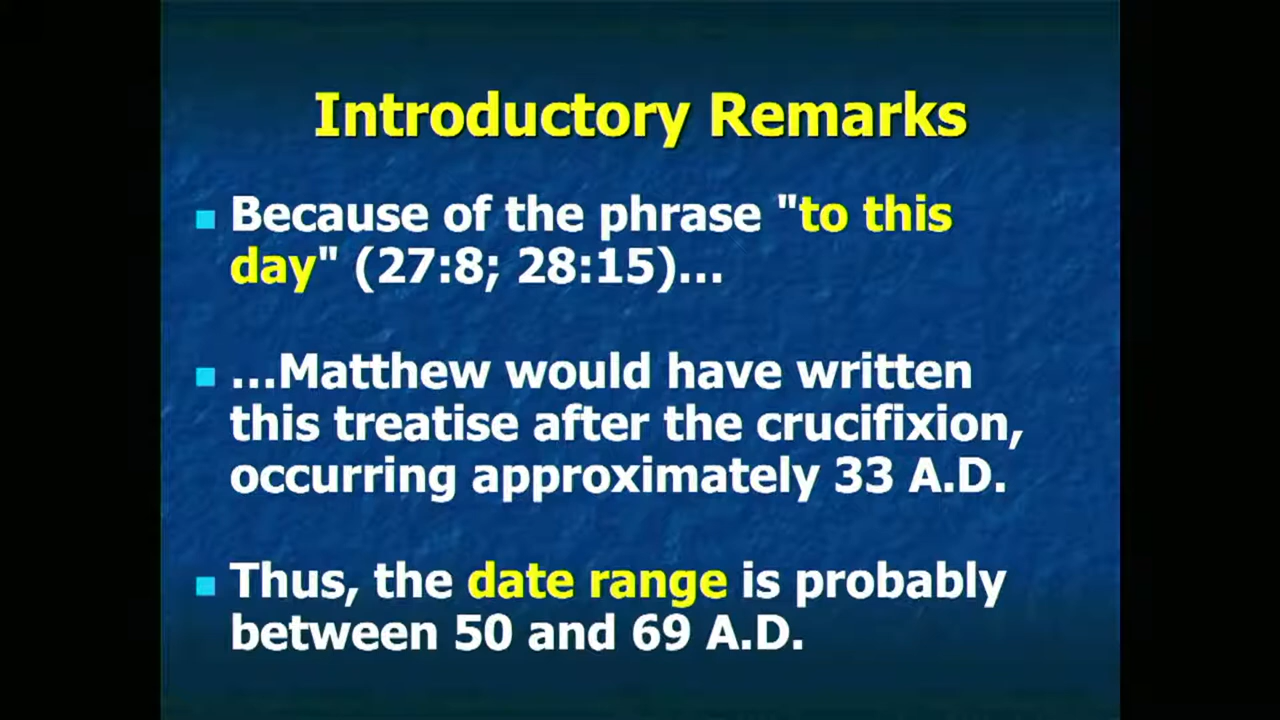 Introductory Remarks
Because of the phrase "to this
day" (27:8; 28:15)...
...Matthew would have written
this treatise after the crucifixion,
occurring approximately 33 A.D.
Thus, the date range is probably
between 50 and 69 A.D.